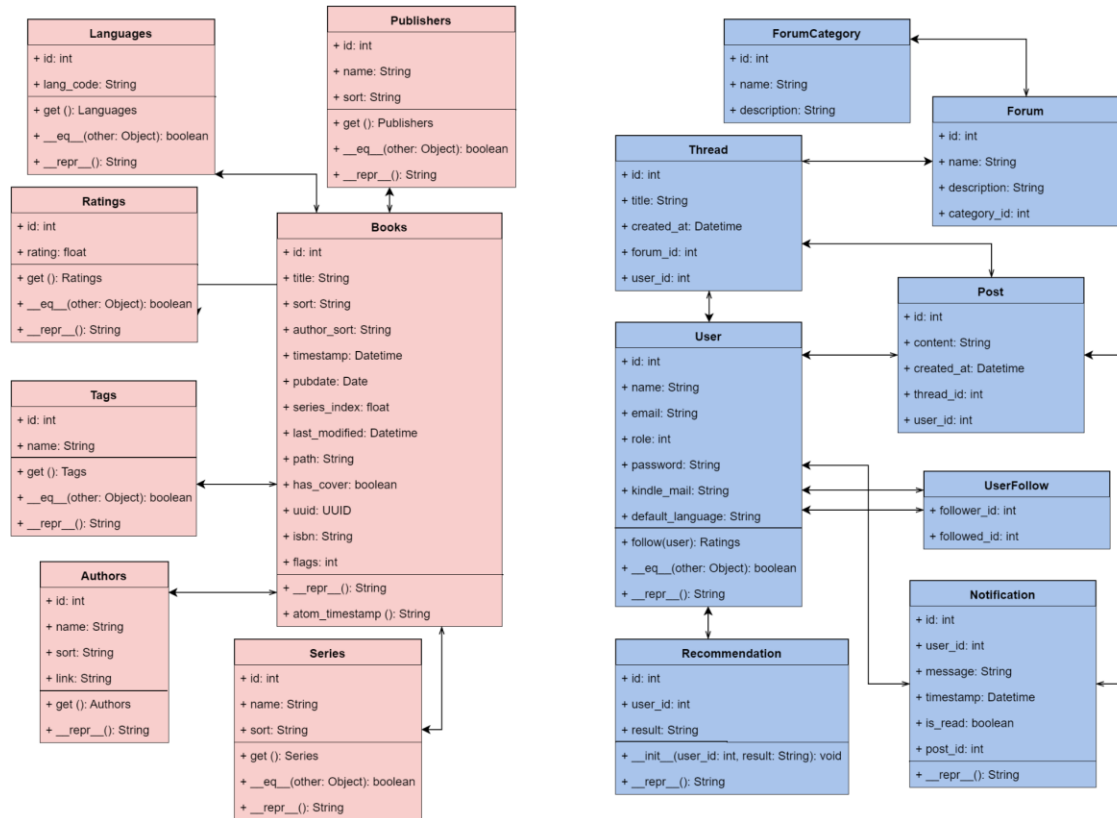 Languages
+ id: int
+ lang_code: String
+ get (): Languages
+ __eq__(other: Object): boolean
+ __repr__(): String
Publishers
+ id: int
+ name: String
+ sort: String
+ get (): Publishers
+ __eq__(other: Object): boolean
+ __repr__(): String
Ratings
+ id: int
+ rating: float
+ get (): Ratings
+ __eq__(other: Object): boolean
+ __repr__(): String
Books
+ id: int
+ title: String
+ sort: String
+ author_sort: String
+ timestamp: Datetime
+ pubdate: Date
+ series_index: float
+ last_modified: Datetime
+ path: String
+ has_cover: boolean
+ uuid: UUID
+ isbn: String
+ flags: int
+ __repr__(): String
+ atom_timestamp (): String
Tags
+ id: int
+ name: String
+ get (): Tags
+ __eq__(other: Object): boolean
+ __repr__(): String
Authors
+ id: int
+ name: String
+ sort: String
+ link: String
+ get (): Authors
+ __repr__(): String
Series
+ id: int
+ name: String
+ sort: String
+ get (): Series
+ __eq__(other: Object): boolean
+ __repr__(): String
ForumCategory
+ id: int
+ name: String
+ description: String
Forum
+ id: int
+ name: String
+ description: String
+ category_id: int
Thread
+ id: int
+ title: String
+ created_at: Datetime
+ forum_id: int
+ user_id: int
Post
+ id: int
+ content: String
+ created_at: Datetime
+ thread_id: int
+ user_id: int
User
+ id: int
+ name: String
+ email: String
+ role: int
+ password: String
+ kindle_mail: String
+ default_language: String
+ follow(user): Ratings
+ __eq__(other: Object): boolean
+ __repr__(): String
UserFollow
+ follower_id: int
+ followed_id: int
Notification
+ id: int
+ user_id: int
+ message: String
+ timestamp: Datetime
+ is_read: boolean
+ post_id: int
+ __repr__(): String
Recommendation
+ id: int
+ user_id: int
+ result: String
+ __init__(user_id: int, result: String): void
+ __repr__(): String